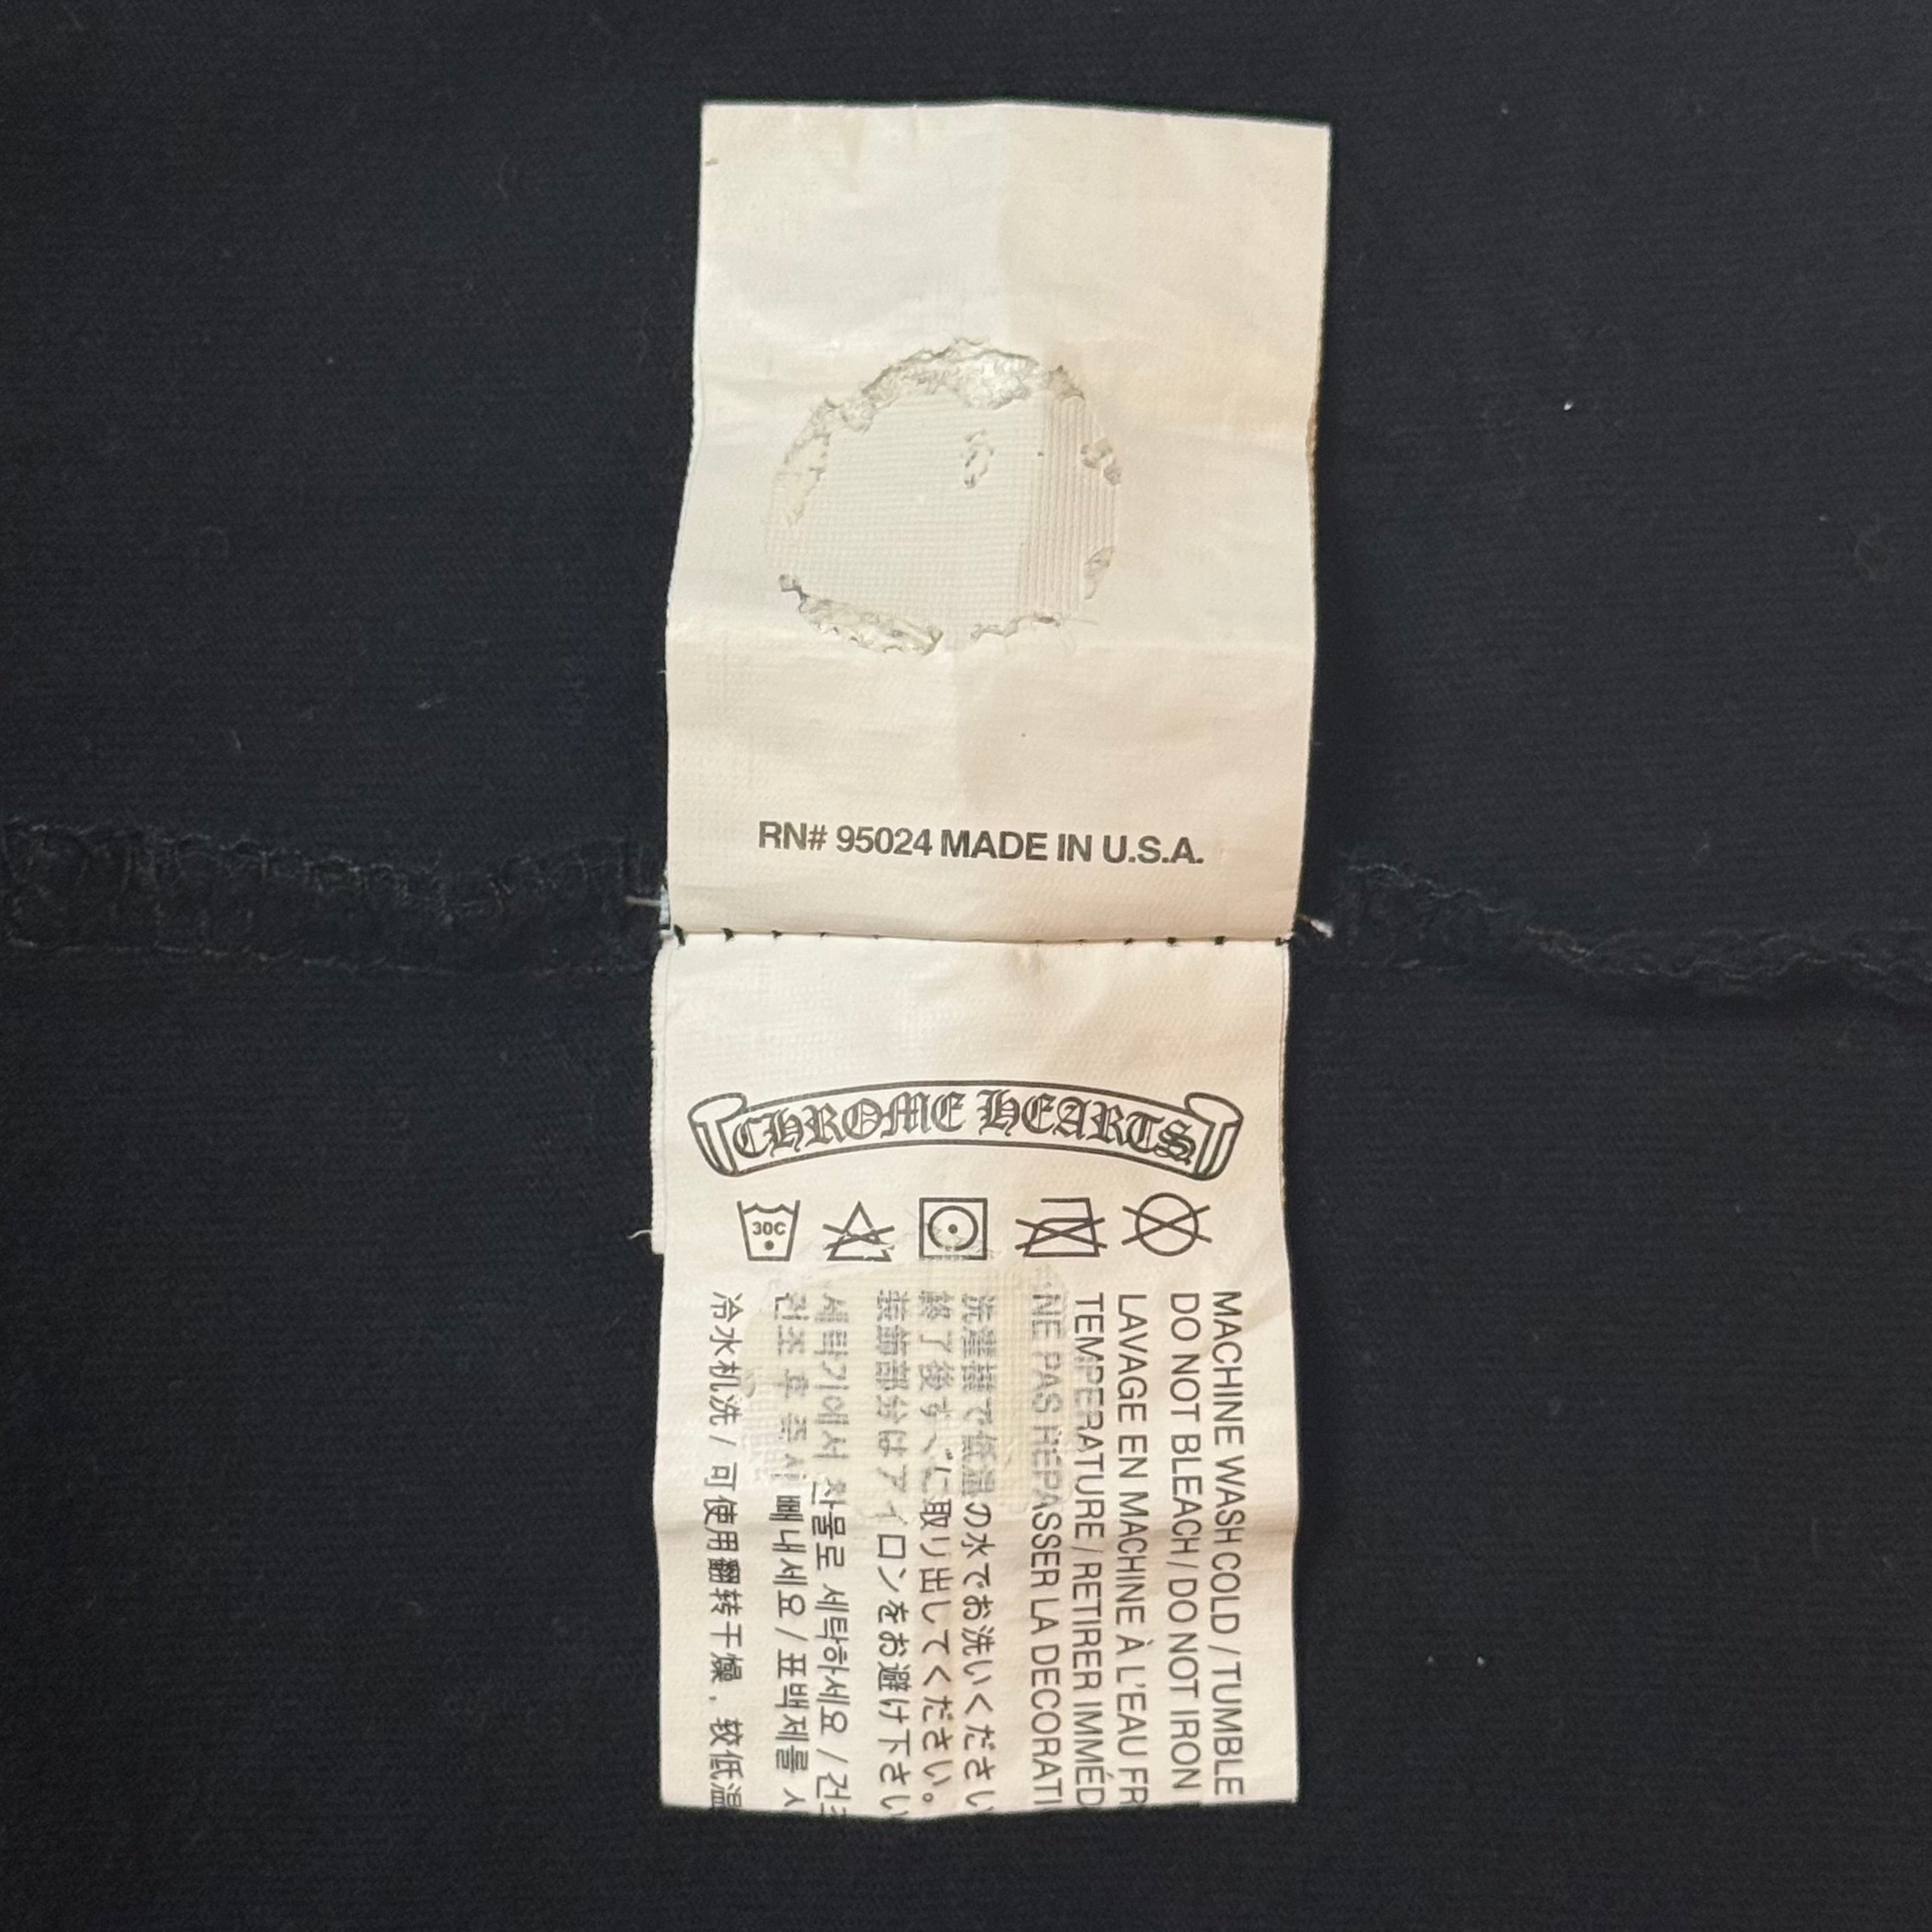 RN# 95024 MADE IN U.S.A.
CHROME HEARTS
30C
MACHINE WASH COLD / TUMBLE
DO NOT BLEACH / DO NOT IRON
LAVAGE EN MACHINE À L'EAU FR
TEMPERATURE / RETIRER IMMÉD
NE PAS REPASSER LA DECORATI
洗濯機で低温の水でお洗いください
終了後すぐに取り出してください。
装飾部分はアイロンをお避け下さい
세탁기에서 찬물로 세탁하세요 / 건조
건조 후 즉시 빼내세요 / 표백제를 사
冷水机洗 / 可使用翻转干燥．较低温